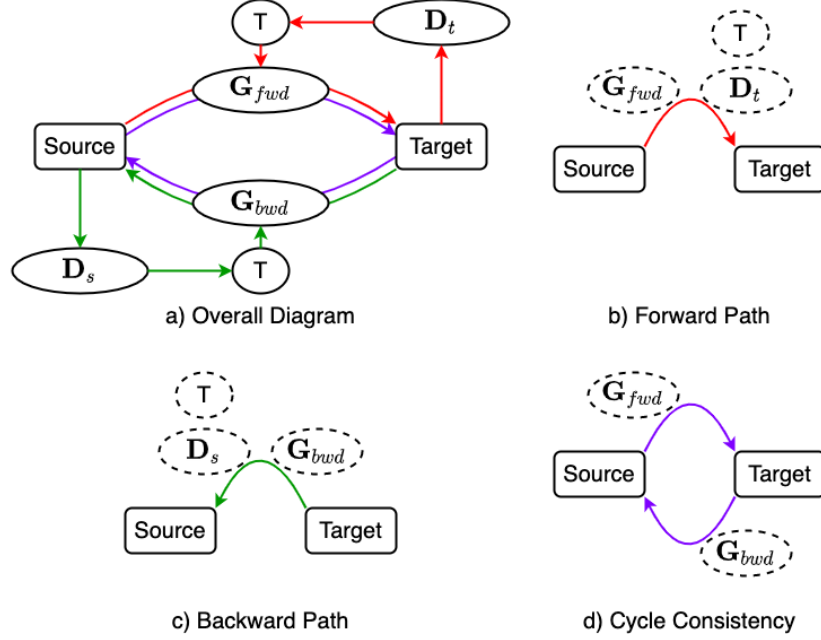 T
D_t
G_fwd
Source
Target
G_bwd
D_s
T
a) Overall Diagram
T
G_fwd
D_t
Source
Target
b) Forward Path
T
D_s
G_bwd
Source
Target
c) Backward Path
G_fwd
Source
Target
G_bwd
d) Cycle Consistency